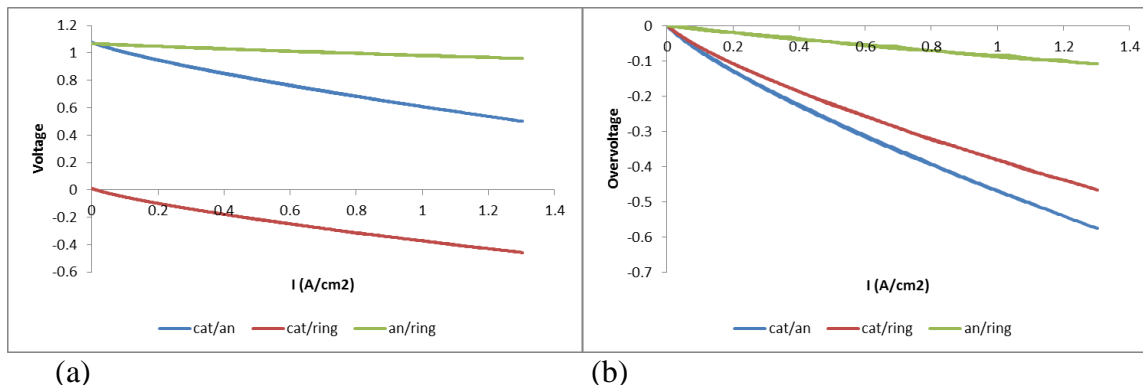 Voltage
1.2
1
0.8
0.6
0.4
0.2
0
-0.2
-0.4
-0.6
0 0.2 0.4 0.6 0.8 1 1.2 1.4
I (A/cm2)
cat/an cat/ring an/ring
(a)
Overvoltage
0 0.2 0.4 0.6 0.8 1 1.2 1.4
-0
-0.1
-0.2
-0.3
-0.4
-0.5
-0.6
-0.7
I (A/cm2)
cat/an cat/ring an/ring
(b)